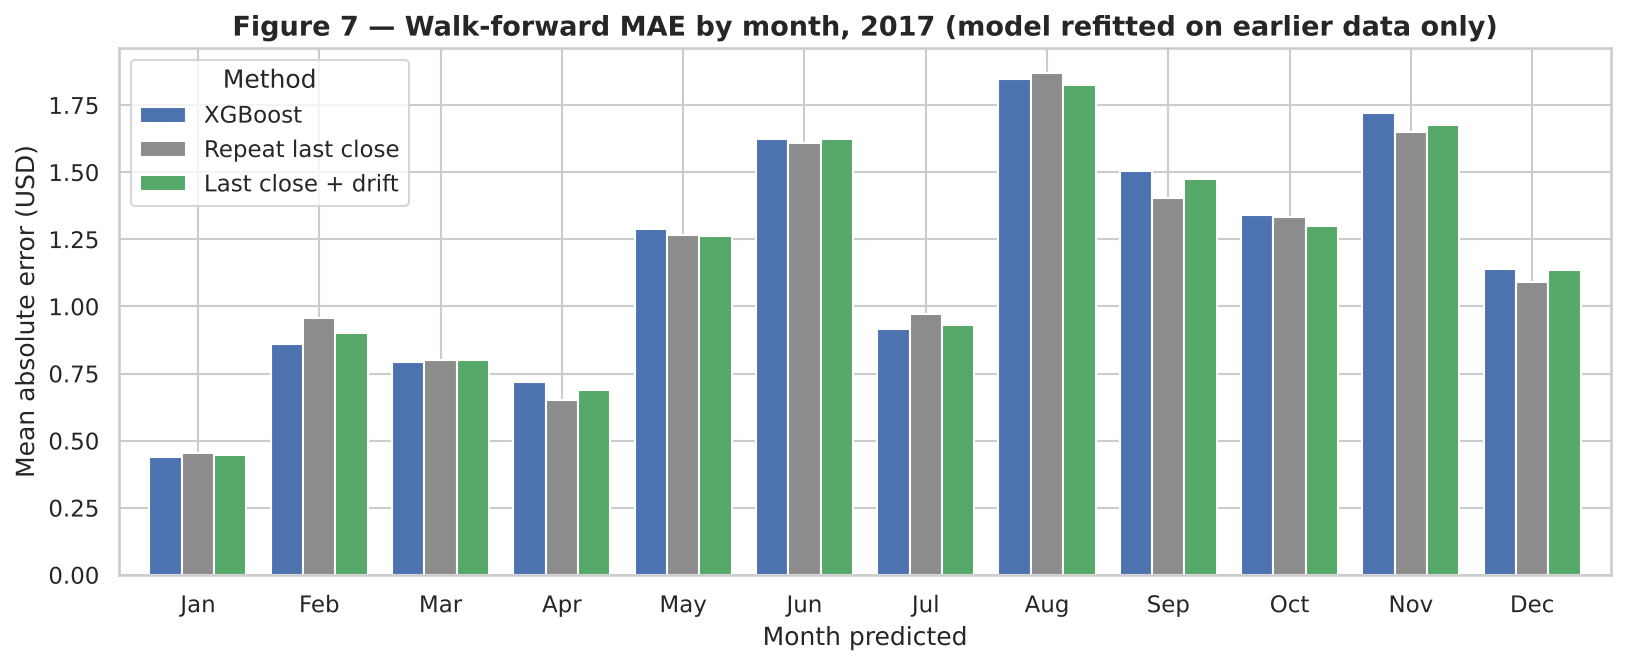 Figure 7 — Walk-forward MAE by month, 2017 (model refitted on earlier data only)
Method
XGBoost
Repeat last close
Last close + drift
Mean absolute error (USD)
1.75
1.50
1.25
1.00
0.75
0.50
0.25
0.00
Jan Feb Mar Apr May Jun Jul Aug Sep Oct Nov Dec
Month predicted